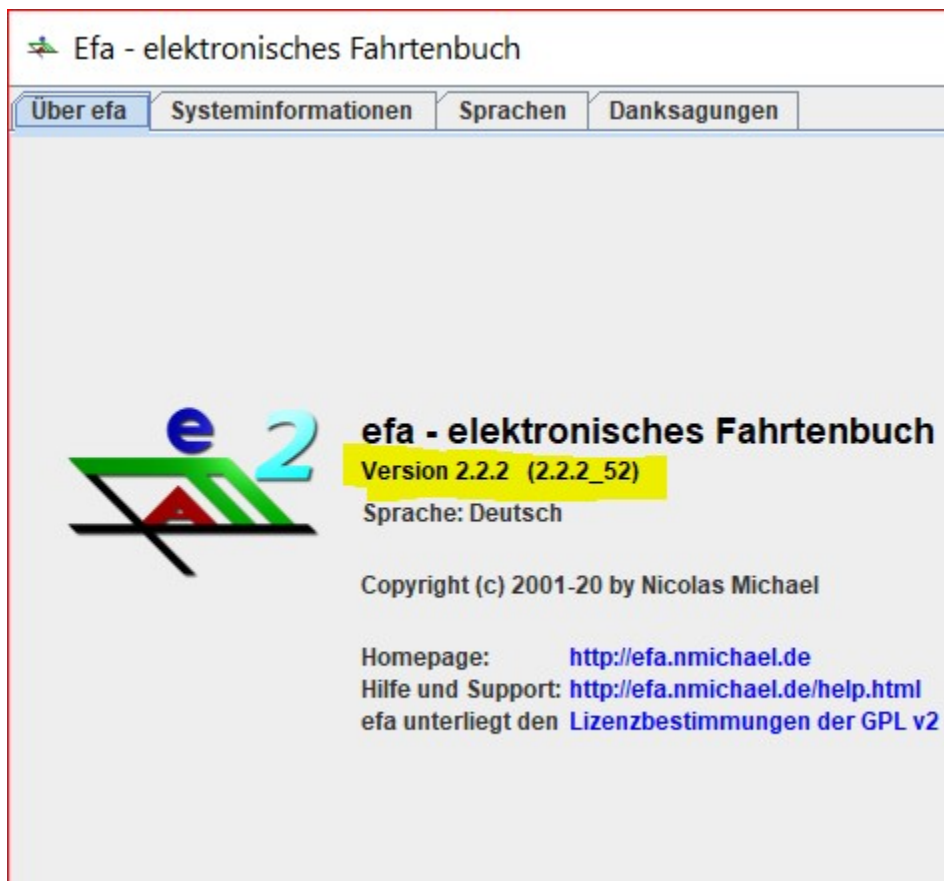 Efa - elektronisches Fahrtenbuch
Über efa Systeminformationen Sprachen Danksagungen
e 2
efa - elektronisches Fahrtenbuch
Version 2.2.2 (2.2.2_52)
Sprache: Deutsch
Copyright (c) 2001-20 by Nicolas Michael
Homepage: http://efa.nmichael.de
Hilfe und Support: http://efa.nmichael.de/help.html
efa unterliegt den Lizenzbestimmungen der GPL v2